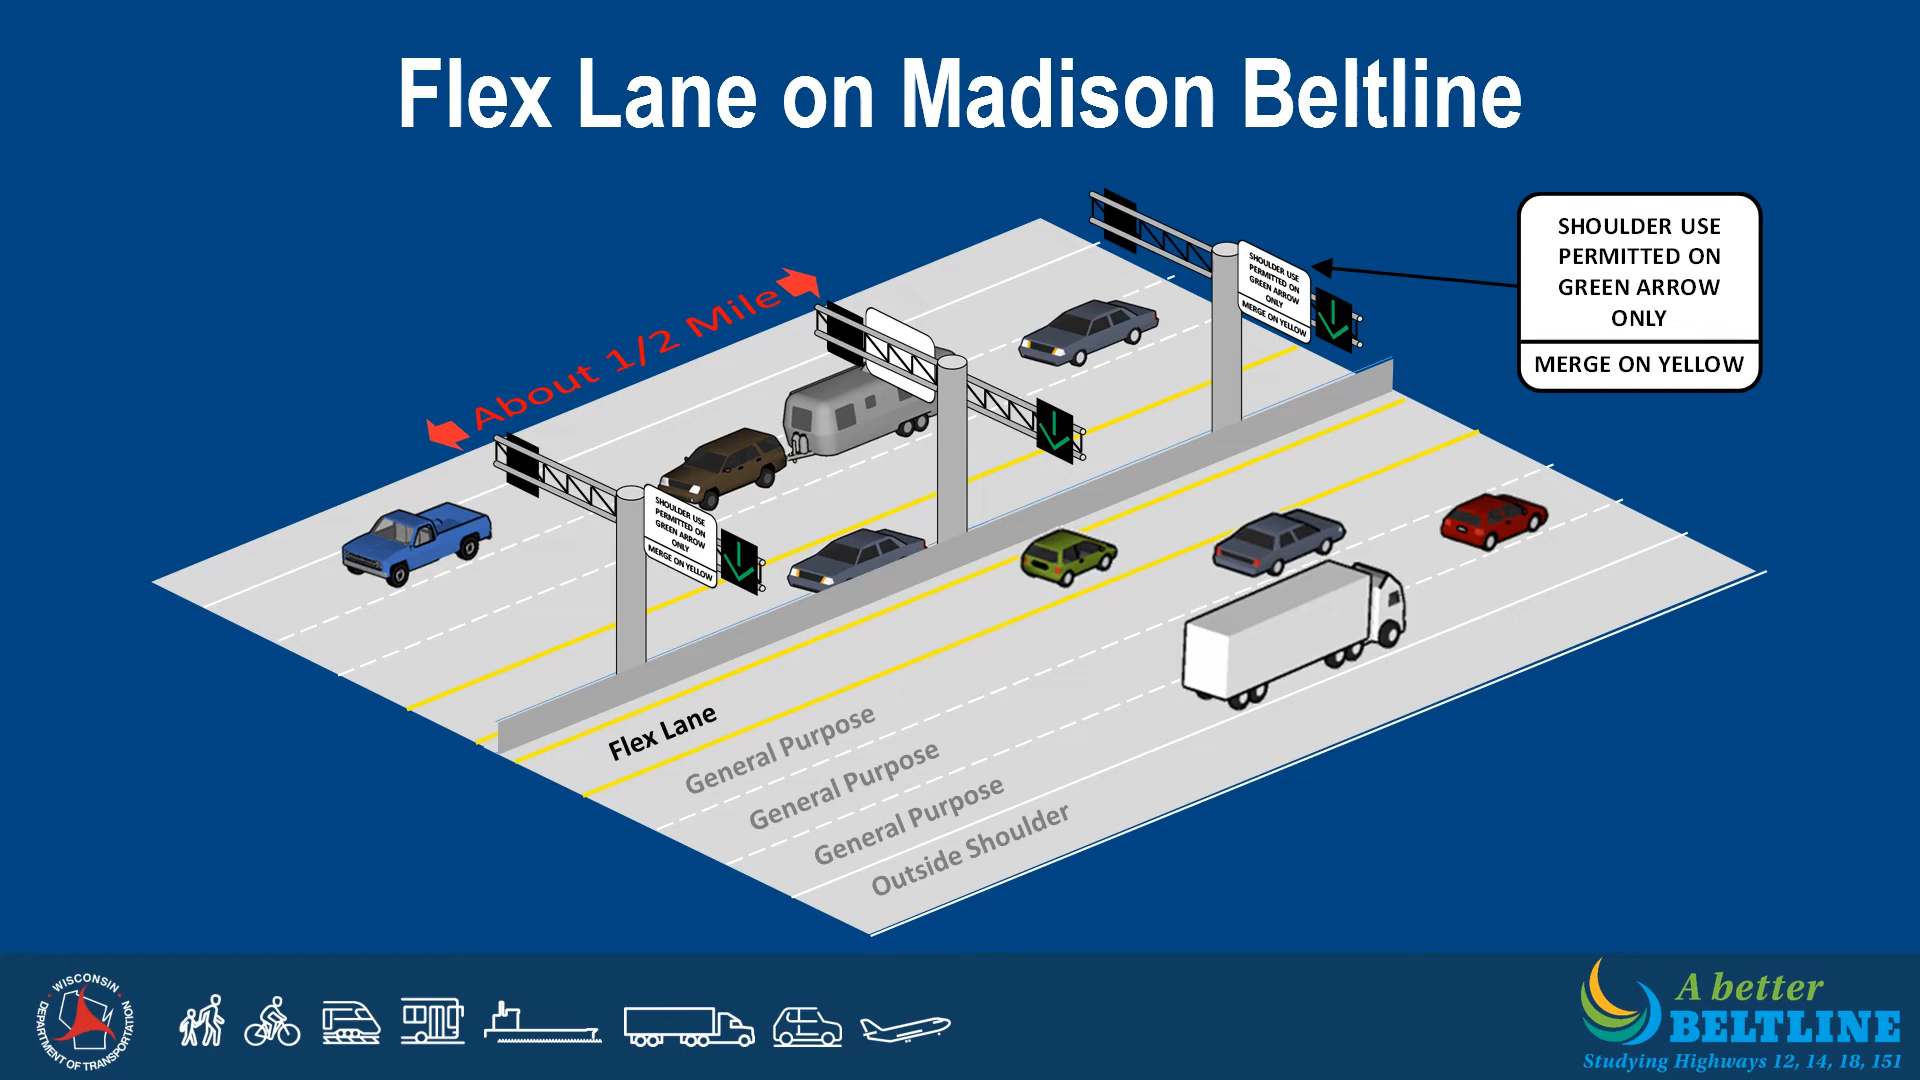 Flex Lane on Madison Beltline
SHOULDER USE
PERMITTED ON
GREEN ARROW
ONLY
MERGE ON YELLOW
SHOULDER USE
PERMITTED ON
GREEN ARROW
ONLY
MERGE ON YELLOW
About 1/2 Mile
SHOULDER USE
PERMITTED ON
GREEN ARROW
ONLY
MERGE ON YELLOW
Flex Lane
General Purpose
General Purpose
General Purpose
Outside Shoulder
WISCONSIN
DEPARTMENT OF TRANSPORTATION
A better
BELTLINE
Studying Highways 12, 14, 18, 151